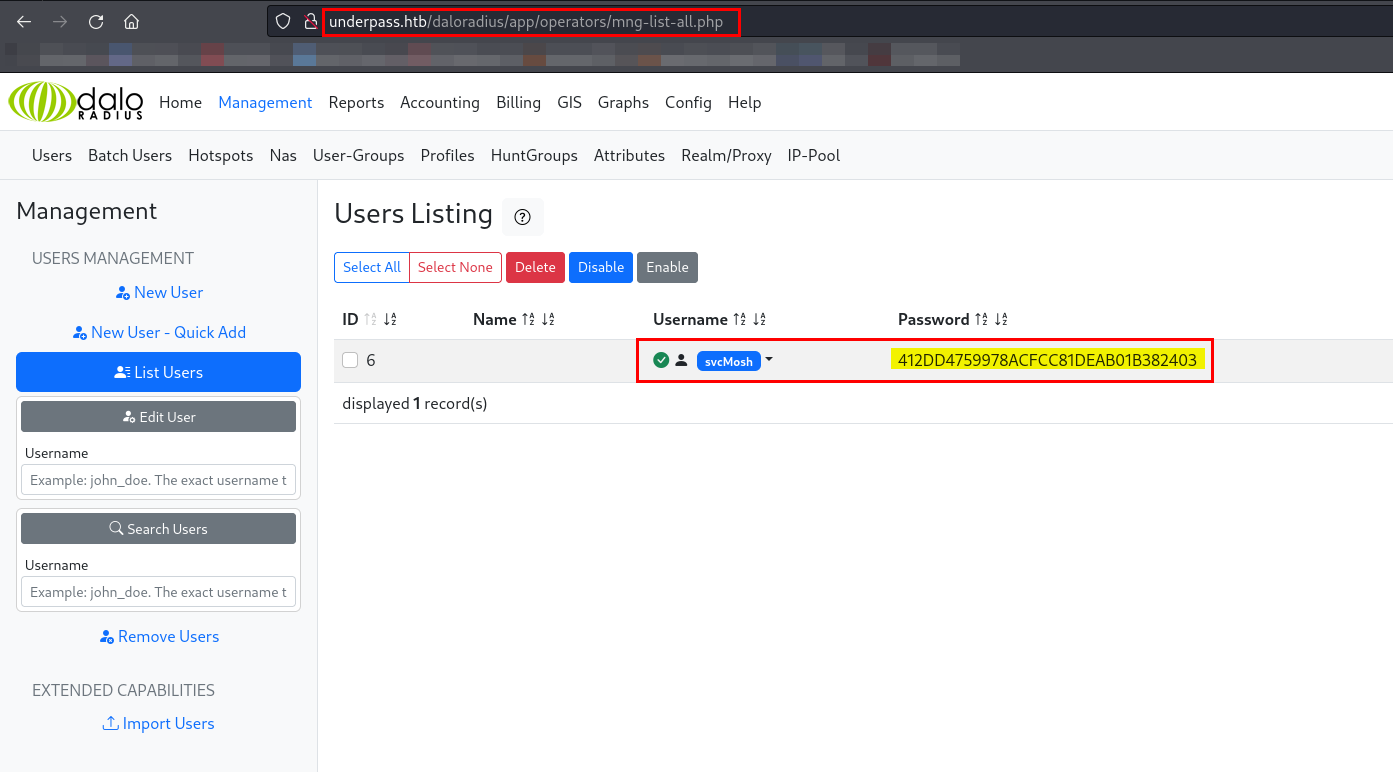 underpass.htb/daloradius/app/operators/mng-list-all.php
dalo RADIUS Home Management Reports Accounting Billing GIS Graphs Config Help
Users Batch Users Hotspots Nas User-Groups Profiles HuntGroups Attributes Realm/Proxy IP-Pool
Management
USERS MANAGEMENT
New User
New User - Quick Add
List Users
Edit User
Username
Example: john_doe. The exact username t
Search Users
Username
Example: john_doe. The exact username t
Remove Users
EXTENDED CAPABILITIES
Import Users
Users Listing
Select All Select None Delete Disable Enable
ID Name Username Password
6 svcMosh 412DD4759978ACFCC81DEAB01B382403
displayed 1 record(s)